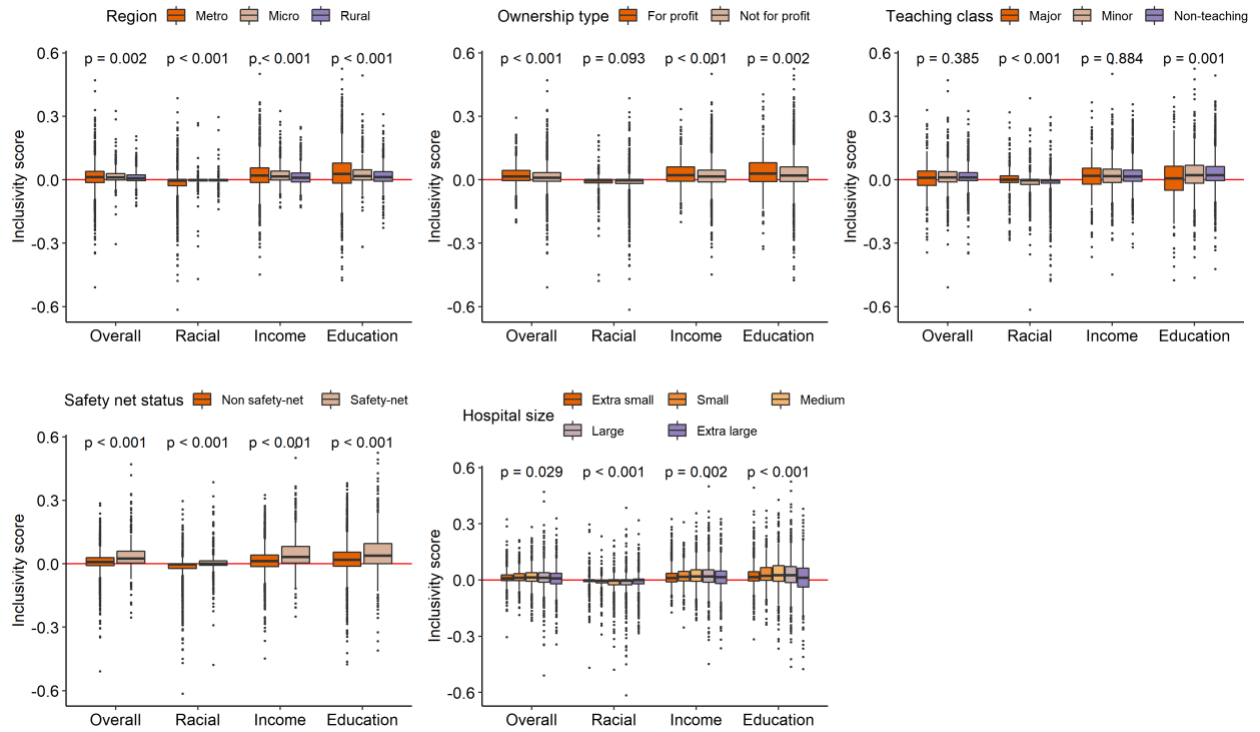 Region Metro Micro Rural
0.6
p = 0.002 p < 0.001 p < 0.001 p < 0.001
0.3
0.0
-0.3
-0.6
Inclusivity score
Overall Racial Income Education
Ownership type For profit Not for profit
0.6
p < 0.001 p = 0.093 p < 0.001 p = 0.002
0.3
0.0
-0.3
-0.6
Inclusivity score
Overall Racial Income Education
Teaching class Major Minor Non-teaching
0.6
p = 0.385 p < 0.001 p = 0.884 p = 0.001
0.3
0.0
-0.3
-0.6
Inclusivity score
Overall Racial Income Education
Safety net status Non safety-net Safety-net
0.6
p < 0.001 p < 0.001 p < 0.001 p < 0.001
0.3
0.0
-0.3
-0.6
Inclusivity score
Overall Racial Income Education
Hospital size
Extra small Small Medium
Large Extra large
0.6
p = 0.029 p < 0.001 p = 0.002 p < 0.001
0.3
0.0
-0.3
-0.6
Inclusivity score
Overall Racial Income Education